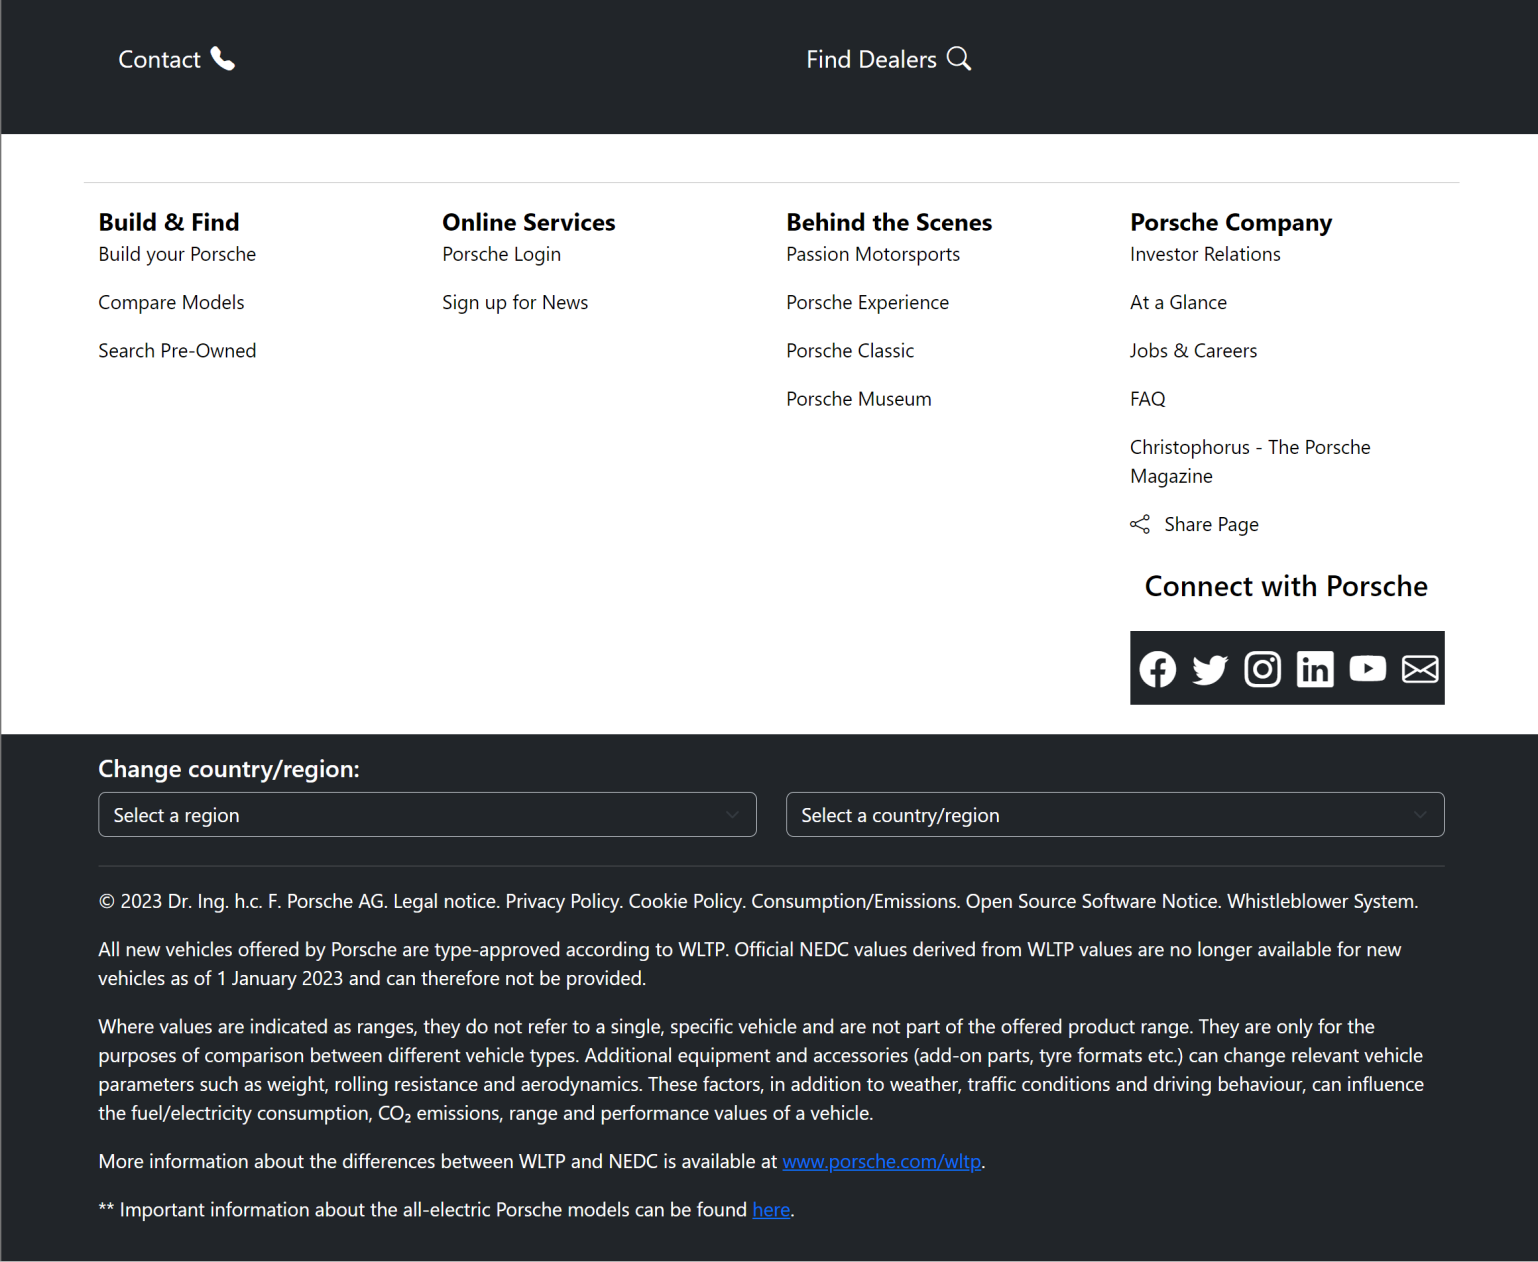 Contact
Find Dealers
Build & Find
Build your Porsche
Compare Models
Search Pre-Owned
Online Services
Porsche Login
Sign up for News
Behind the Scenes
Passion Motorsports
Porsche Experience
Porsche Classic
Porsche Museum
Porsche Company
Investor Relations
At a Glance
Jobs & Careers
FAQ
Christophorus - The Porsche
Magazine
Share Page
Connect with Porsche
Change country/region:
Select a region
Select a country/region
© 2023 Dr. Ing. h.c. F. Porsche AG. Legal notice. Privacy Policy. Cookie Policy. Consumption/Emissions. Open Source Software Notice. Whistleblower System.
All new vehicles offered by Porsche are type-approved according to WLTP. Official NEDC values derived from WLTP values are no longer available for new
vehicles as of 1 January 2023 and can therefore not be provided.
Where values are indicated as ranges, they do not refer to a single, specific vehicle and are not part of the offered product range. They are only for the
purposes of comparison between different vehicle types. Additional equipment and accessories (add-on parts, tyre formats etc.) can change relevant vehicle
parameters such as weight, rolling resistance and aerodynamics. These factors, in addition to weather, traffic conditions and driving behaviour, can influence
the fuel/electricity consumption, CO₂ emissions, range and performance values of a vehicle.
More information about the differences between WLTP and NEDC is available at www.porsche.com/wltp.
** Important information about the all-electric Porsche models can be found here.